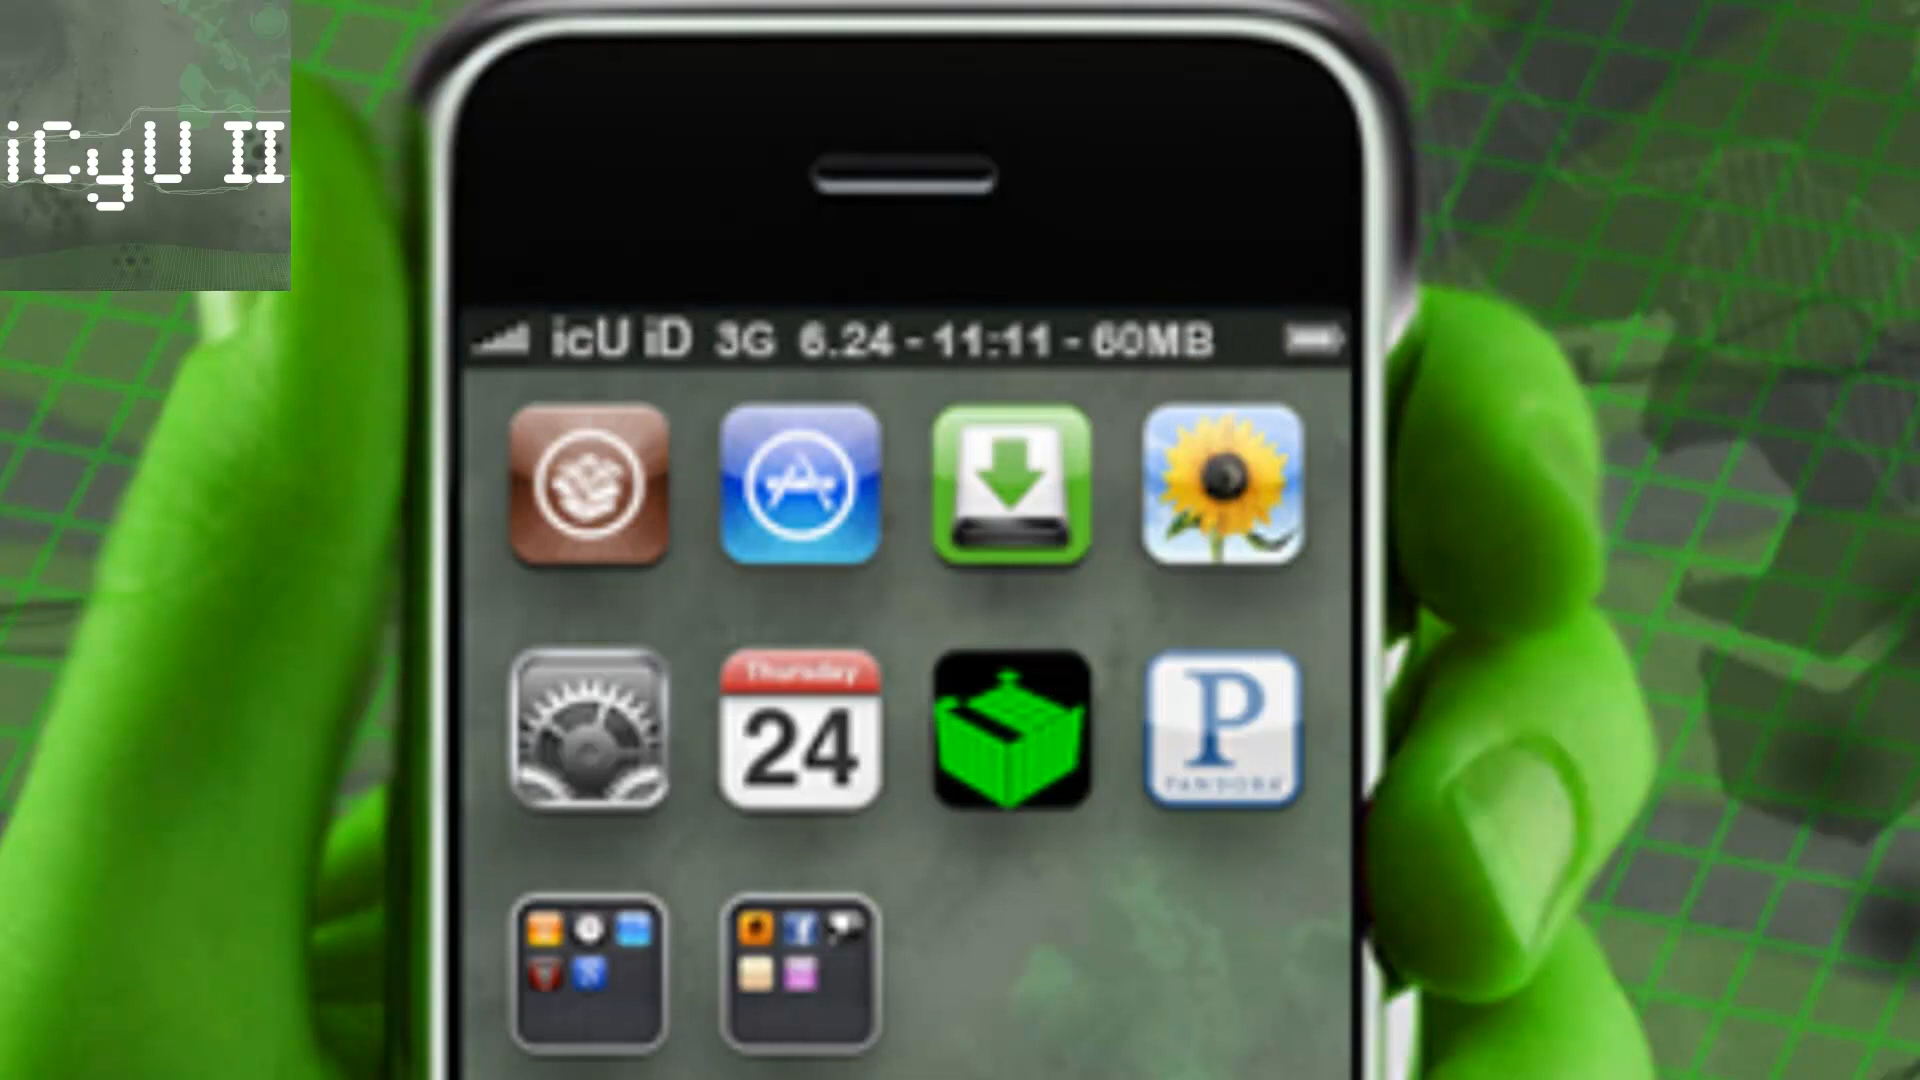 iCyU II
icU iD 3G 6.24 - 11:11 - 60MB
Thursday
24
P
PANDORA